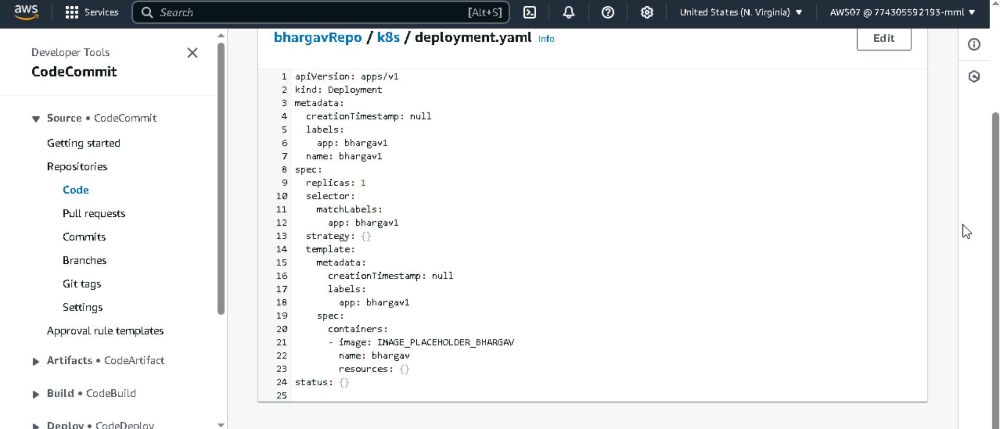 aws
Services
Search
[Alt+S]
United States (N. Virginia)
AWS07 @ 774305592193-mml
Developer Tools
CodeCommit
Source • CodeCommit
Getting started
Repositories
Code
Pull requests
Commits
Branches
Git tags
Settings
Approval rule templates
Artifacts • CodeArtifact
Build • CodeBuild
Deploy • CodeDeploy
bhargavRepo / k8s / deployment.yaml Info
Edit
1 apiVersion: apps/v1
2 kind: Deployment
3 metadata:
4   creationTimestamp: null
5   labels:
6     app: bhargav1
7   name: bhargav1
8 spec:
9   replicas: 1
10   selector:
11     matchLabels:
12       app: bhargav1
13   strategy: {}
14   template:
15     metadata:
16       creationTimestamp: null
17       labels:
18         app: bhargav1
19     spec:
20       containers:
21       - image: IMAGE_PLACEHOLDER_BHARGAV
22         name: bhargav
23         resources: {}
24 status: {}
25